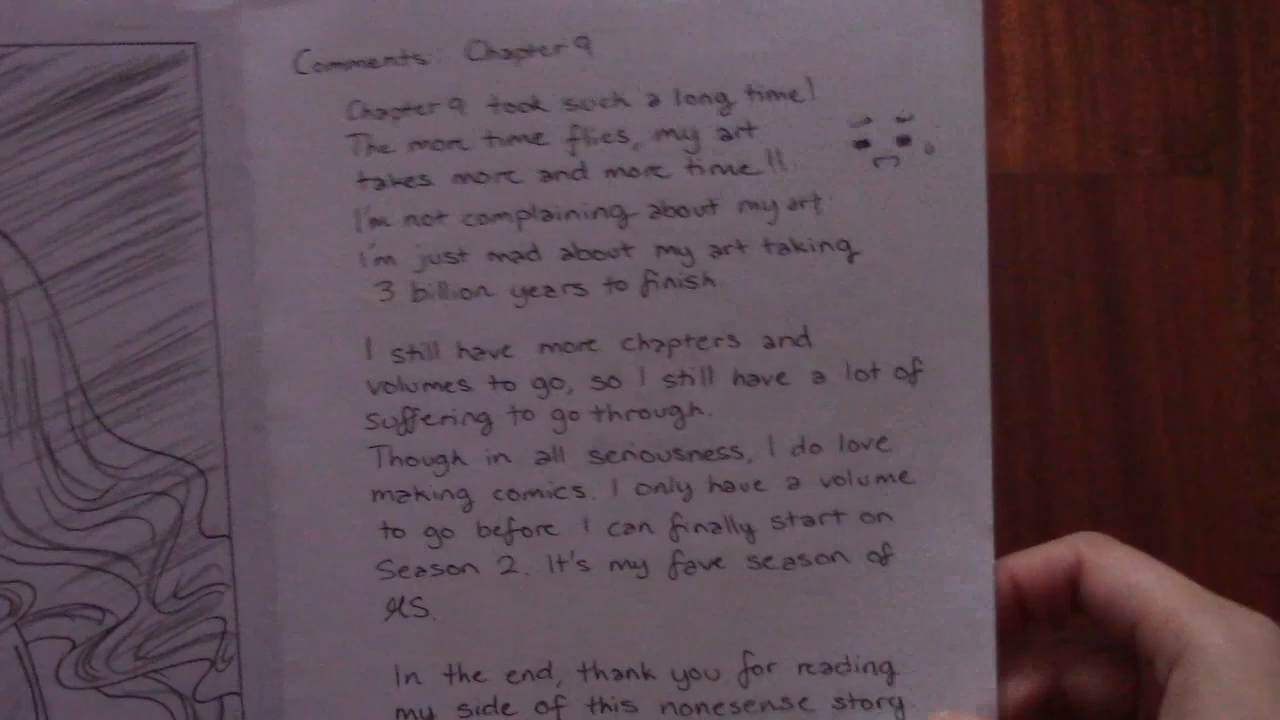 Comments: Chapter 9
Chapter 9 took such a long time!
The more time flies, my art
takes more and more time!!
I'm not complaining about my art
I'm just mad about my art taking
3 billion years to finish.
I still have more chapters and
volumes to go, so I still have a lot of
suffering to go through.
Though in all seriousness, I do love
making comics. I only have a volume
to go before I can finally start on
Season 2. It's my fave season of
In the end, thank you for reading
my side of this nonesense story